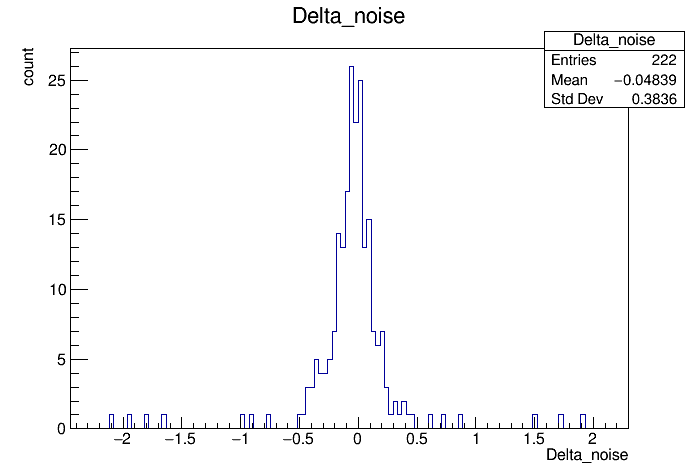 Delta_noise
Delta_noise
Entries 222
Mean −0.04839
Std Dev 0.3836
count
25
20
15
10
5
0
−2 −1.5 −1 −0.5 0 0.5 1 1.5 2
Delta_noise